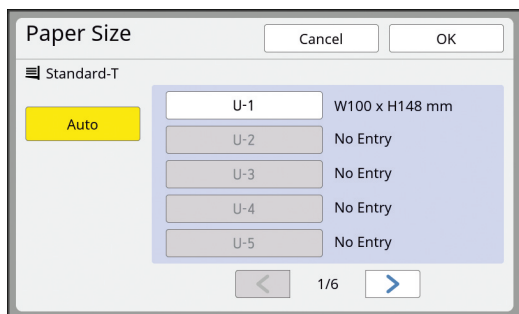 Paper Size
Cancel
OK
Standard-T
Auto
U-1 W100 x H148 mm
U-2 No Entry
U-3 No Entry
U-4 No Entry
U-5 No Entry
< 1/6 >